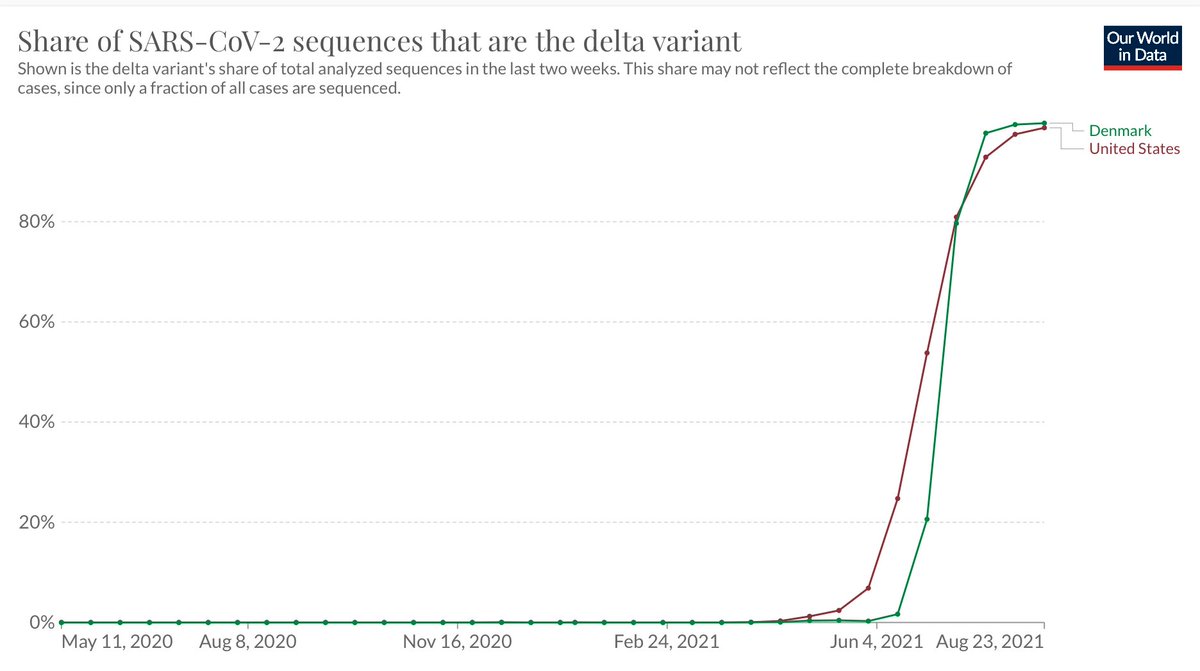 Share of SARS-CoV-2 sequences that are the delta variant
Shown is the delta variant's share of total analyzed sequences in the last two weeks. This share may not reflect the complete breakdown of
cases, since only a fraction of all cases are sequenced.
Our World
in Data
Denmark
United States
80%
60%
40%
20%
0%
May 11, 2020
Aug 8, 2020
Nov 16, 2020
Feb 24, 2021
Jun 4, 2021
Aug 23, 2021